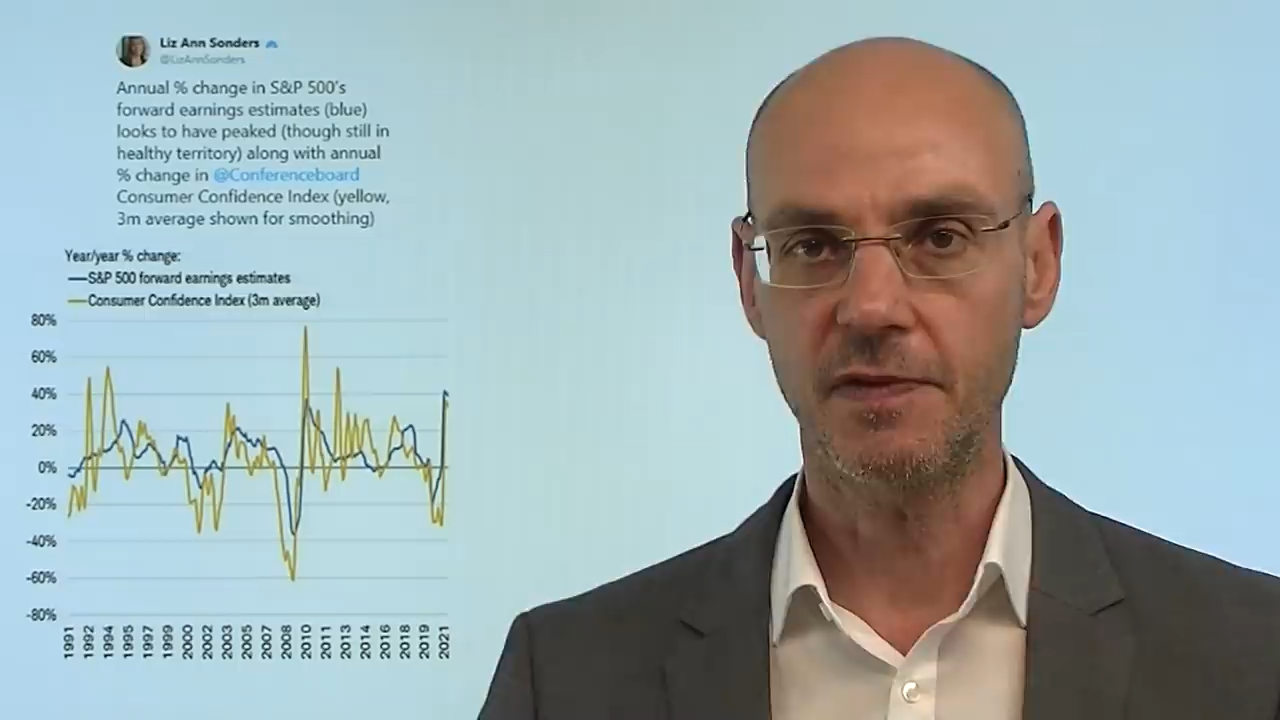 Liz Ann Sonders
@LizAnnSonders
Annual % change in S&P 500's
forward earnings estimates (blue)
looks to have peaked (though still in
healthy territory) along with annual
% change in @Conferenceboard
Consumer Confidence Index (yellow,
3m average shown for smoothing)
Year/year % change:
S&P 500 forward earnings estimates
Consumer Confidence Index (3m average)
80%
60%
40%
20%
0%
-20%
-40%
-60%
-80%
1991 1992 1994 1995 1997 1999 2000 2002 2003 2005 2007 2008 2010 2011 2013 2014 2016 2018 2019 2021